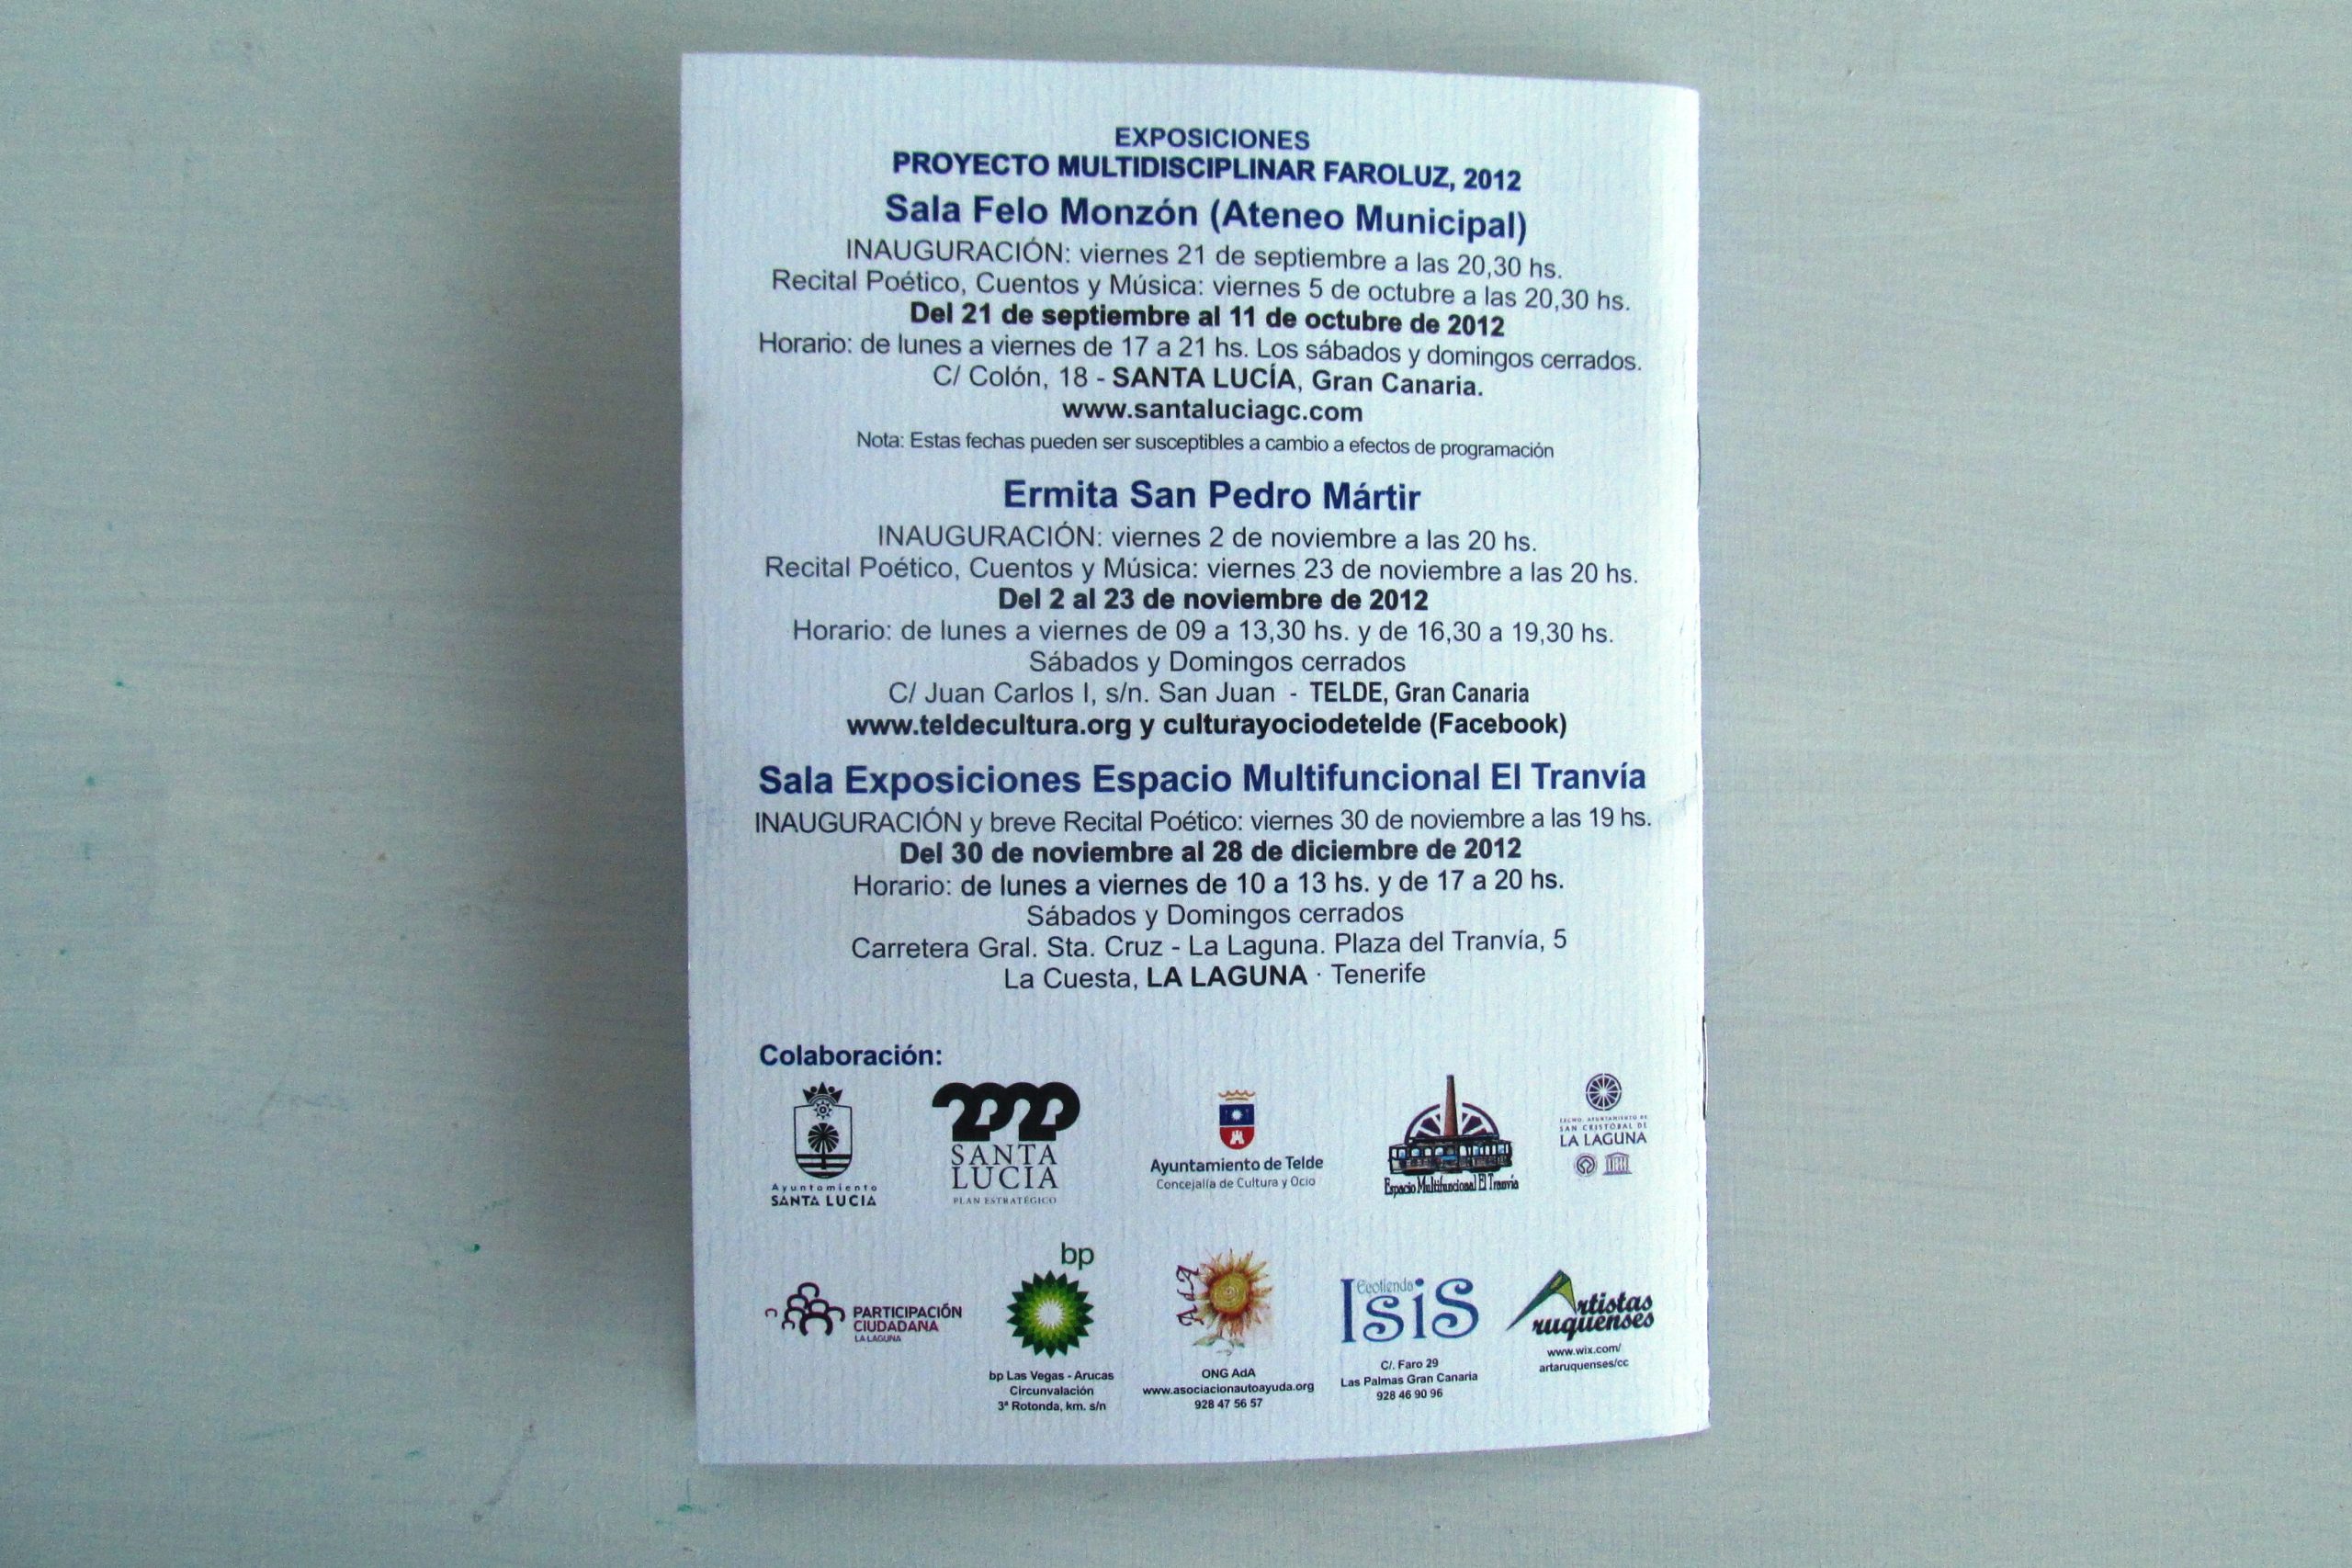 EXPOSICIONES
PROYECTO MULTIDISCIPLINAR FAROLUZ, 2012
Sala Felo Monzón (Ateneo Municipal)
INAUGURACIÓN: viernes 21 de septiembre a las 20,30 hs.
Recital Poético, Cuentos y Música: viernes 5 de octubre a las 20,30 hs.
Del 21 de septiembre al 11 de octubre de 2012
Horario: de lunes a viernes de 17 a 21 hs. Los sábados y domingos cerrados.
C/ Colón, 18 - SANTA LUCÍA, Gran Canaria.
www.santaluciagc.com
Nota: Estas fechas pueden ser susceptibles a cambio a efectos de programación
Ermita San Pedro Mártir
INAUGURACIÓN: viernes 2 de noviembre a las 20 hs.
Recital Poético, Cuentos y Música: viernes 23 de noviembre a las 20 hs.
Del 2 al 23 de noviembre de 2012
Horario: de lunes a viernes de 09 a 13,30 hs. y de 16,30 a 19,30 hs.
Sábados y Domingos cerrados
C/ Juan Carlos I, s/n. San Juan - TELDE, Gran Canaria
www.teldecultura.org y culturayociodetelde (Facebook)
Sala Exposiciones Espacio Multifuncional El Tranvía
INAUGURACIÓN y breve Recital Poético: viernes 30 de noviembre a las 19 hs.
Del 30 de noviembre al 28 de diciembre de 2012
Horario: de lunes a viernes de 10 a 13 hs. y de 17 a 20 hs.
Sábados y Domingos cerrados
Carretera Gral. Sta. Cruz - La Laguna. Plaza del Tranvía, 5
La Cuesta, LA LAGUNA · Tenerife
Colaboración:
Ayuntamiento
SANTA LUCIA
2020
SANTA
LUCIA
PLAN ESTRATÉGICO
Ayuntamiento de Telde
Concejalía de Cultura y Ocio
Espacio Multifuncional El Tranvía
EXCMO. AYUNTAMIENTO DE
SAN CRISTÓBAL DE
LA LAGUNA
PARTICIPACIÓN
CIUDADANA
LA LAGUNA
bp
bp Las Vegas - Arucas
Circunvalación
3ª Rotonda, km. s/n
AdA
ONG AdA
www.asociacionautoayuda.org
928 47 56 57
Ecotienda
Isis
C/. Faro 29
Las Palmas Gran Canaria
928 46 90 96
Artistas
Aruquenses
www.wix.com/
artaruquenses/cc